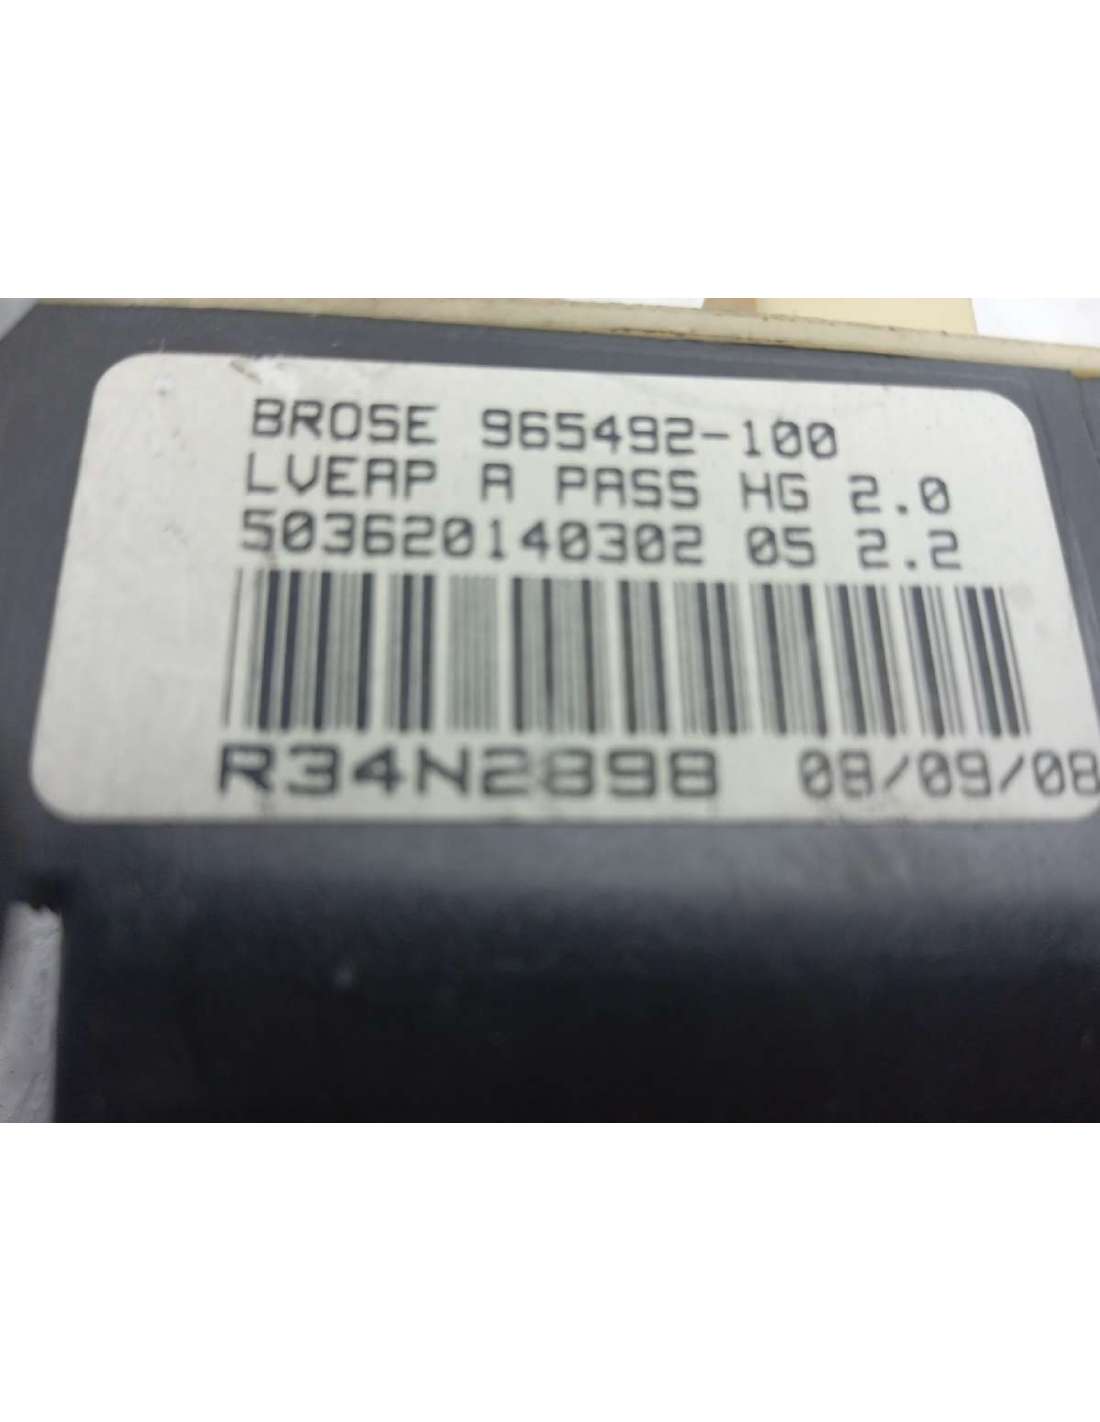 BROSE 965492-100
LVEAP A PASS HG 2.0
503620140302 05 2.2
R34N2898 08/09/08